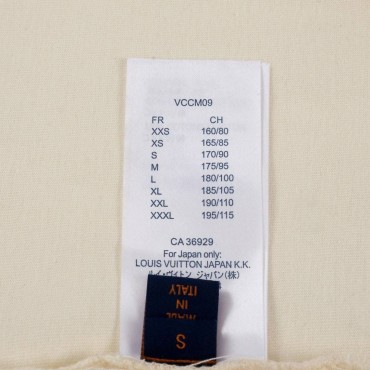 VCCM09
FR CH
XXS 160/80
XS 165/85
S 170/90
M 175/95
L 180/100
XL 185/105
XXL 190/110
XXXL 195/115
CA 36929
For Japan only:
LOUIS VUITTON JAPAN K.K.
ルイ・ヴィトン ジャパン(株)
MADE
IN
ITALY
S